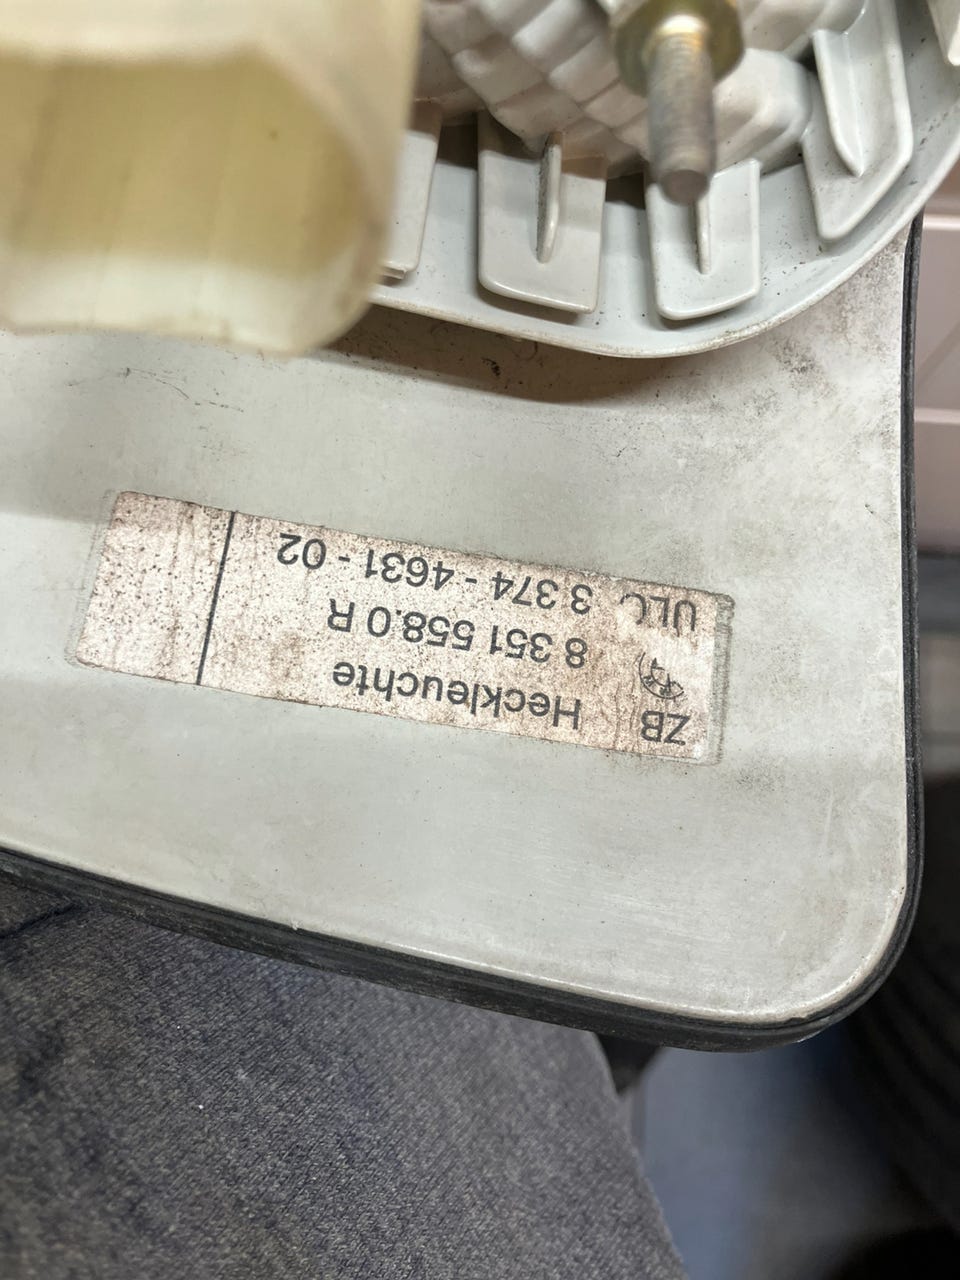 ZB Heckleuchte
8 351 558.0 R
ULC 3 374 - 4631 - 02